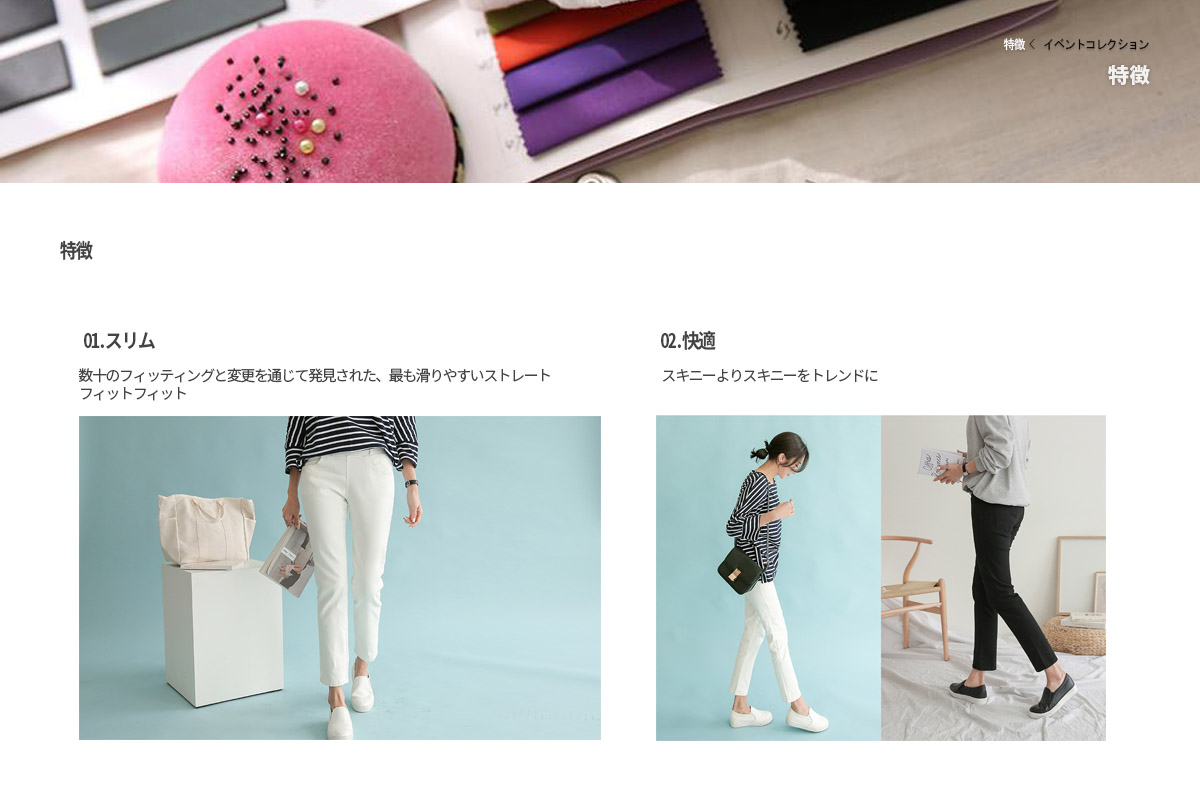 特徴 < イベントコレクション
特徴
特徴
01.スリム
02.快適
数十のフィッティングと変更を通じて発見された、最も滑りやすいストレート
フィットフィット
スキニーよりスキニーをトレンドに